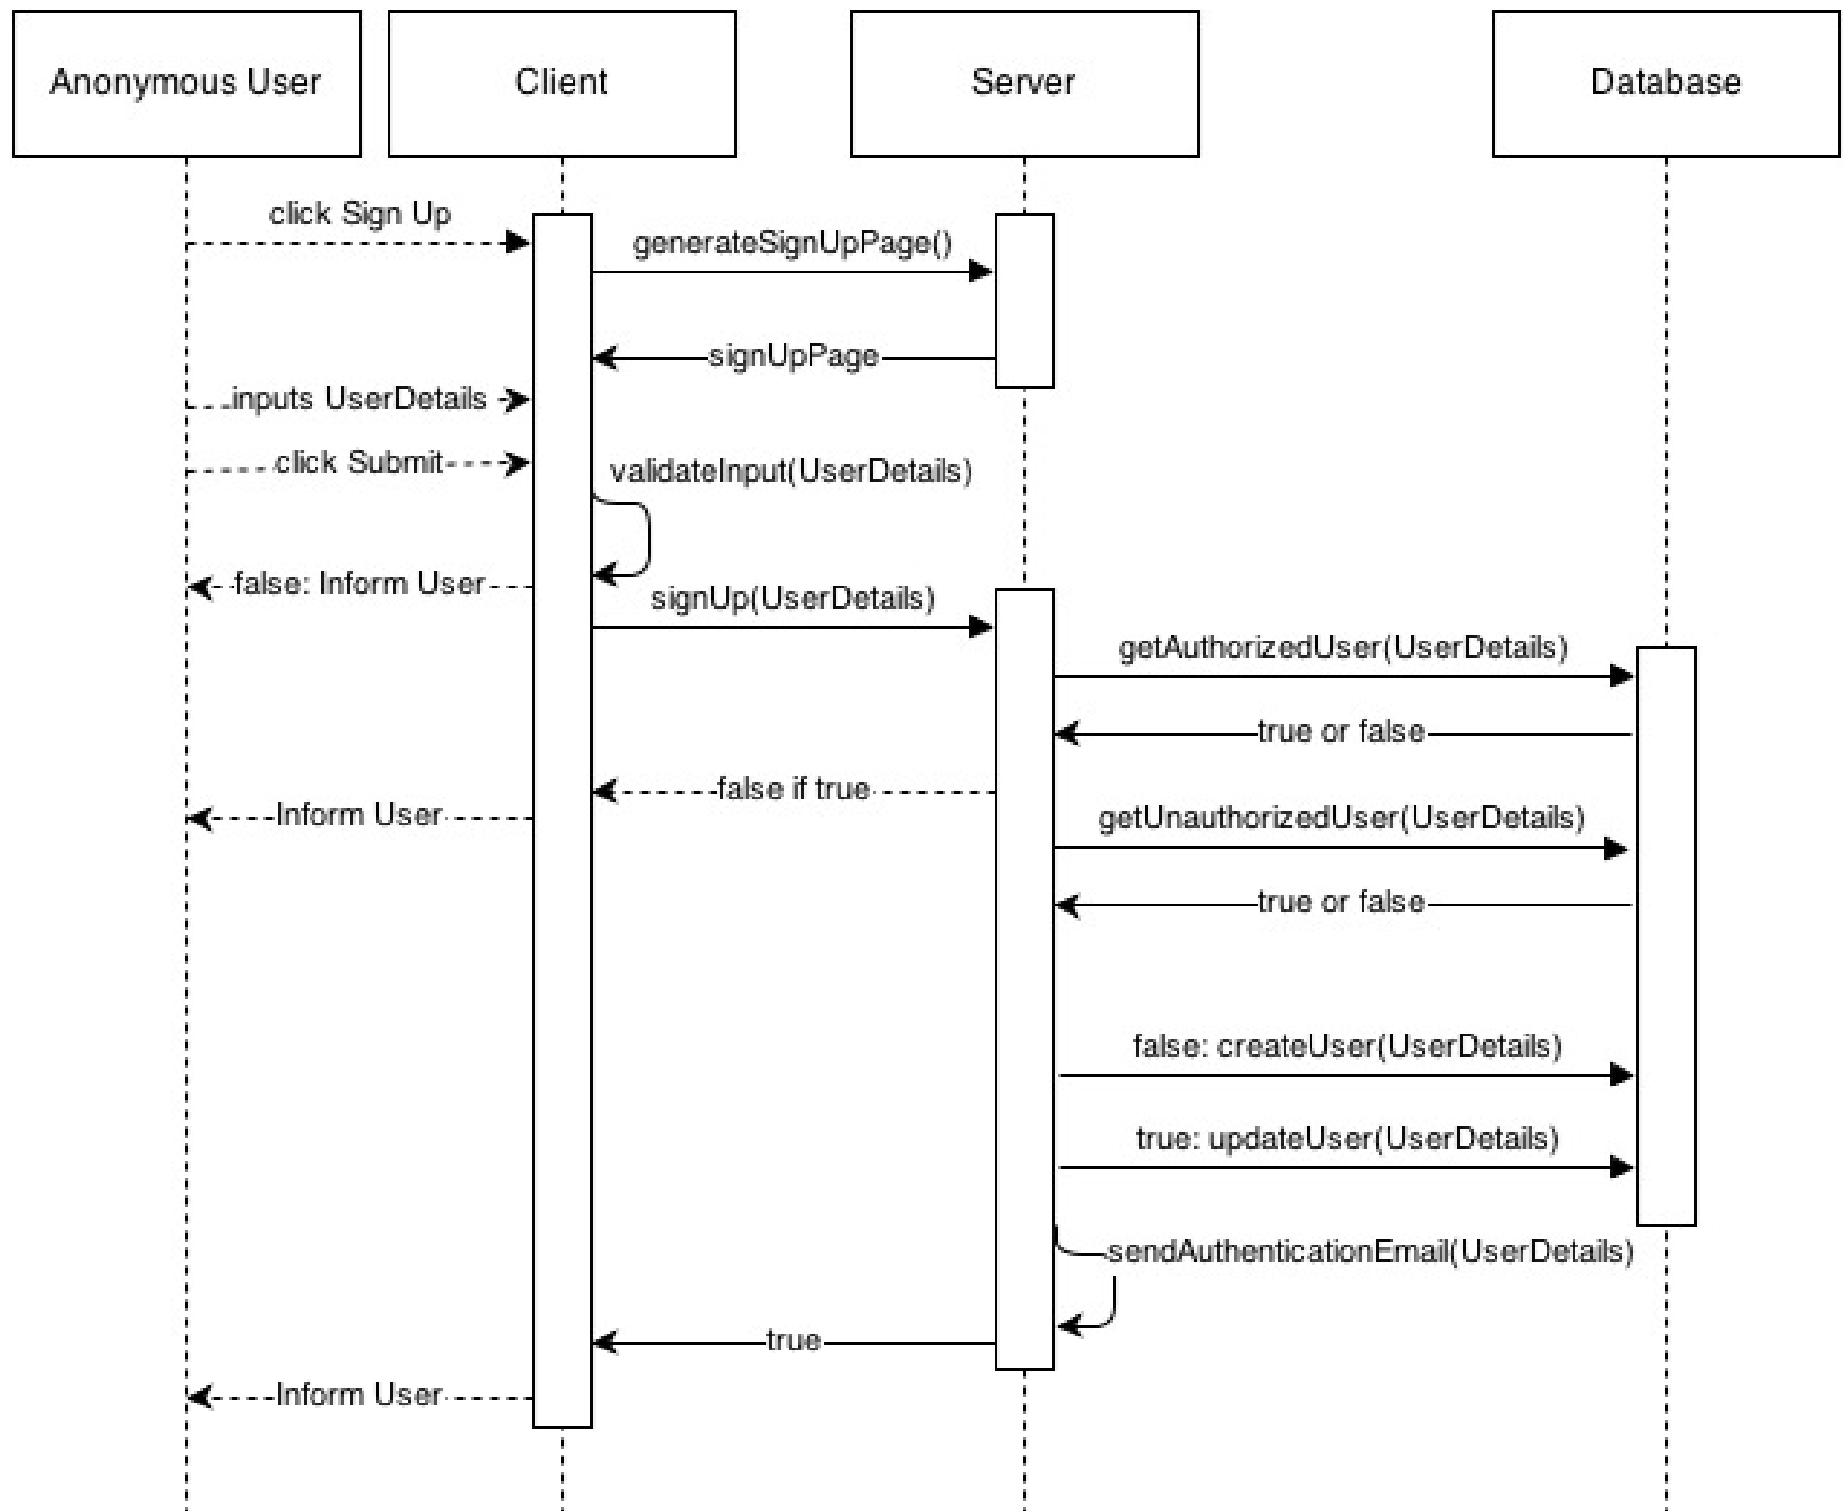 Anonymous User
Client
Server
Database
click Sign Up
generateSignUpPage()
signUpPage
inputs UserDetails
click Submit
validateInput(UserDetails)
false: Inform User
signUp(UserDetails)
getAuthorizedUser(UserDetails)
true or false
false if true
Inform User
getUnauthorizedUser(UserDetails)
true or false
false: createUser(UserDetails)
true: updateUser(UserDetails)
sendAuthenticationEmail(UserDetails)
true
Inform User